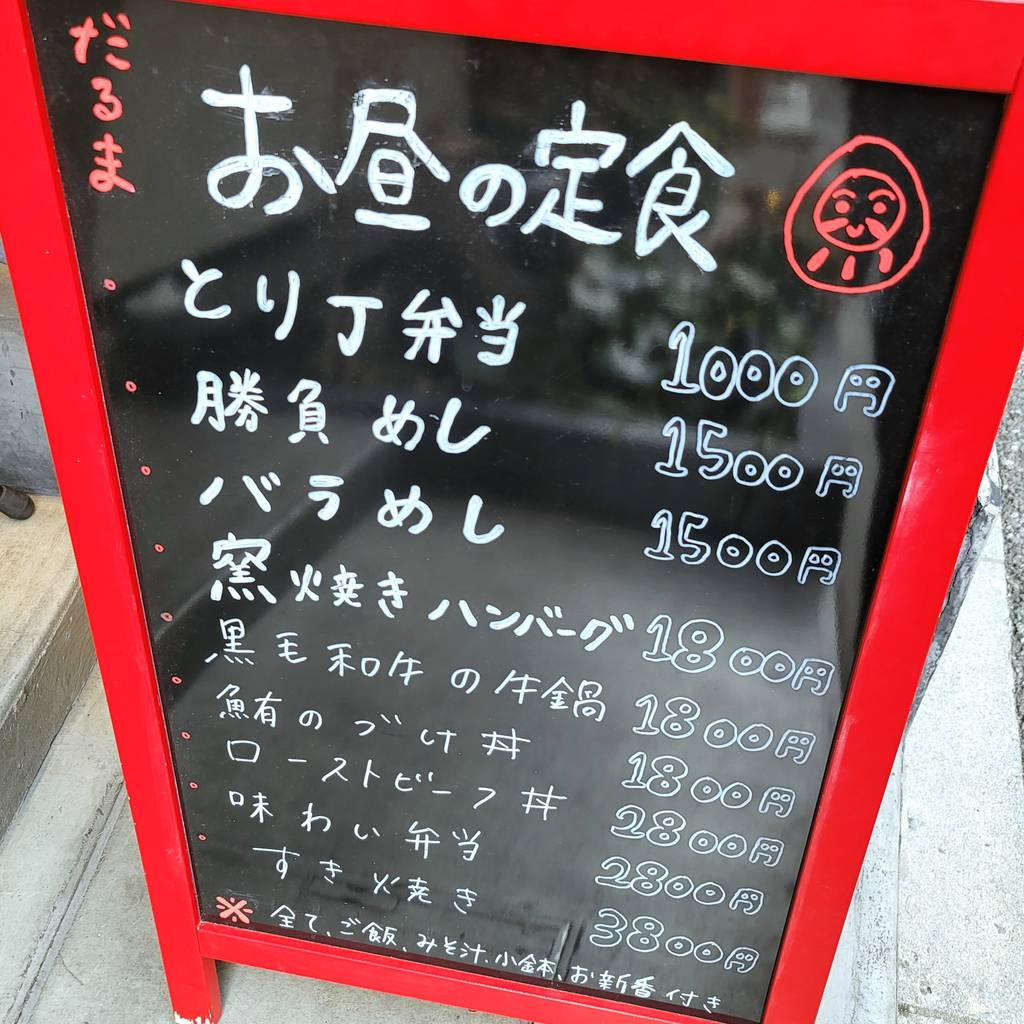 だるま
お昼の定食
とり丁弁当 1000円
勝負めし 1500円
バラめし 1500円
窯焼きハンバーグ 1800円
黒毛和牛の牛鍋 1800円
鮪のづけ丼 1800円
ローストビーフ丼 2800円
味わい弁当 2800円
すき焼き 3800円
※全て、ご飯、みそ汁、小鉢、お新香付き